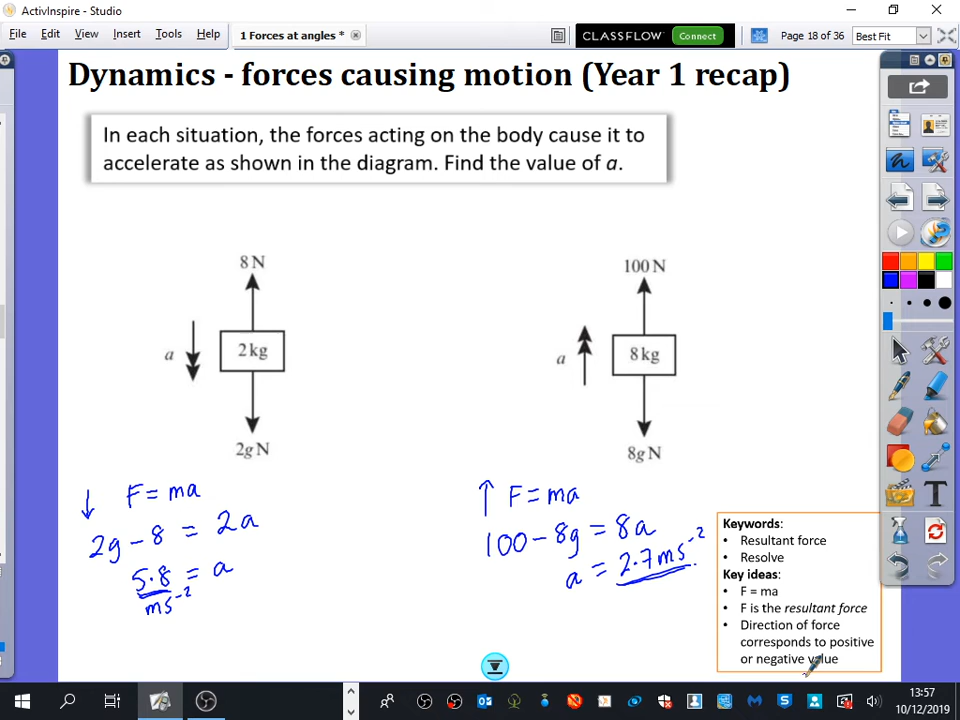 ActivInspire - Studio
File Edit View Insert Tools Help
1 Forces at angles *
CLASSFLOW Connect
Page 18 of 36
Best Fit
Dynamics - forces causing motion (Year 1 recap)
In each situation, the forces acting on the body cause it to
accelerate as shown in the diagram. Find the value of a.
8 N
a
2 kg
2g N
100 N
a
8 kg
8g N
↓ F = ma
2g - 8 = 2a
5.8 = a
ms⁻²
↑ F = ma
100 - 8g = 8a
a = 2.7ms⁻²
Keywords:
• Resultant force
• Resolve
Key ideas:
• F = ma
• F is the resultant force
• Direction of force
corresponds to positive
or negative value
T
13:57
10/12/2019